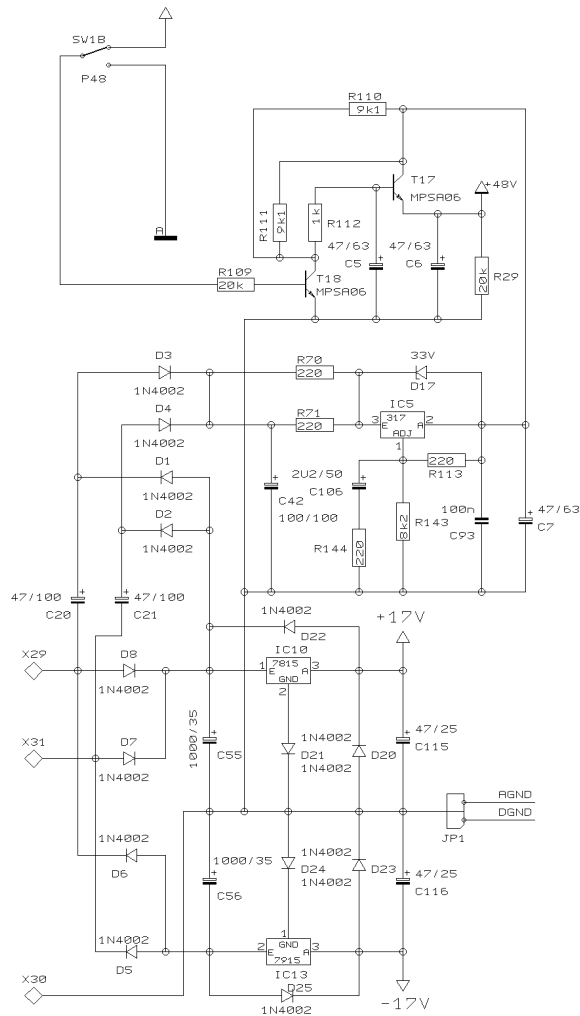 SW1B
P48
A
R110
9k1
T17
MPSA06
+48V
R111
9k1
1k
R112
47/63
C5
+
47/63
C6
+
20k
R29
R109
20k
T18
MPSA06
D3
1N4002
R70
220
33V
D17
D4
1N4002
R71
220
IC5
3
E
317
A
2
ADJ
1
D1
1N4002
220
R113
D2
1N4002
+
C42
100/100
2U2/50
+
C106
R144
220
8k2
R143
100n
C93
+
47/63
C7
47/100
+
C20
47/100
+
C21
1N4002
D22
+17V
X29
D8
1N4002
IC10
1
E
7815
A
3
GND
2
1000/35
+
C55
X31
D7
1N4002
1N4002
D21
1N4002
D20
+
47/25
C115
AGND
DGND
JP1
1N4002
D6
1000/35
+
C56
1N4002
D24
1N4002
D23
+
47/25
C116
1N4002
D5
1
2
E
GND
A
3
7915
IC13
X30
D25
1N4002
-17V